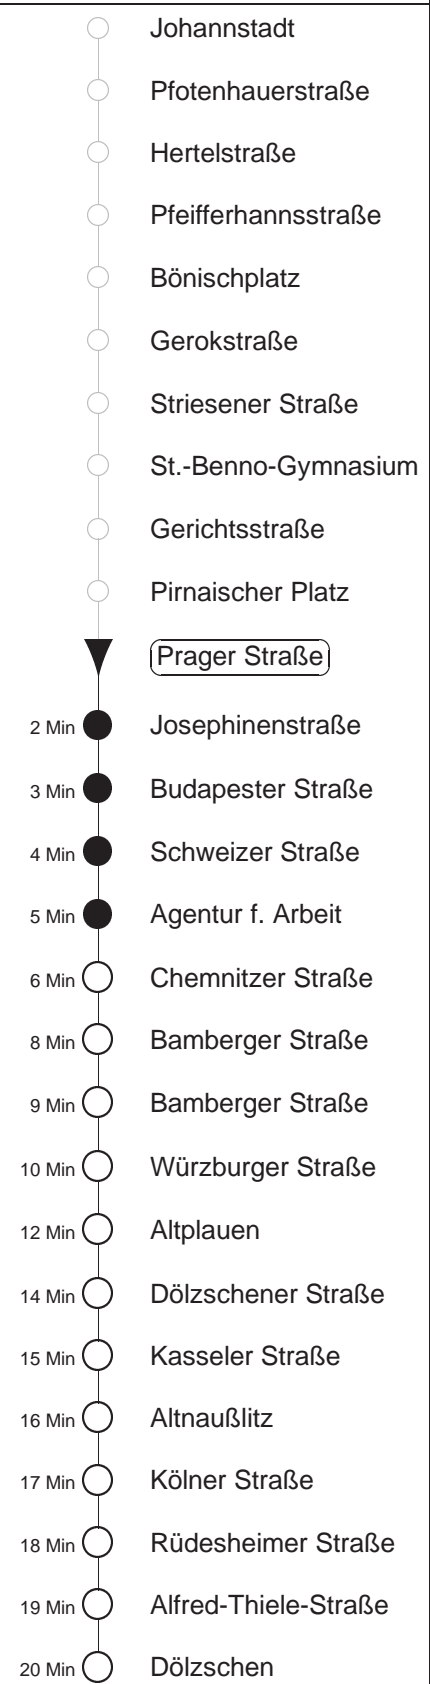 Johannstadt
Pfotenhauerstraße
Hertelstraße
Pfeifferhannsstraße
Bönischplatz
Gerokstraße
Striesener Straße
St.-Benno-Gymnasium
Gerichtsstraße
Pirnaischer Platz
Prager Straße
2 Min Josephinenstraße
3 Min Budapester Straße
4 Min Schweizer Straße
5 Min Agentur f. Arbeit
6 Min Chemnitzer Straße
8 Min Bamberger Straße
9 Min Bamberger Straße
10 Min Würzburger Straße
12 Min Altplauen
14 Min Dölzschener Straße
15 Min Kasseler Straße
16 Min Altnaußlitz
17 Min Kölner Straße
18 Min Rüdesheimer Straße
19 Min Alfred-Thiele-Straße
20 Min Dölzschen